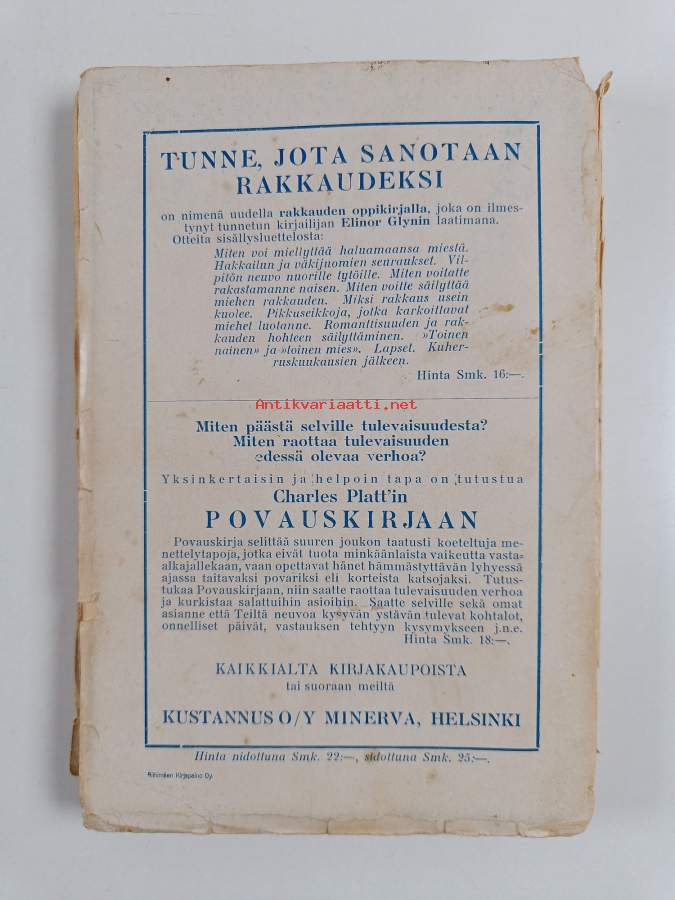 TUNNE, JOTA SANOTAAN
RAKKAUDEKSI
on nimenä uudella rakkauden oppikirjalla, joka on ilmes-
tynyt tunnetun kirjailijan Elinor Glynin laatimana.
Otteita sisällysluettelosta:
Miten voi miellyttää haluamaansa miestä.
Hakkailun ja väkijuomien seuraukset. Vil-
pitön neuvo nuorille tytöille. Miten voitatte
rakastamanne naisen. Miten voitte säilyttää
miehen rakkauden. Miksi rakkaus usein
kuolee. Pikkuseikkoja, jotka karkoittavat
miehet luotanne. Romanttisuuden ja rak-
kauden hohteen säilyttäminen. »Toinen
nainen» ja »toinen mies». Lapset. Kuher-
ruskuukausien jälkeen.
Hinta Smk. 16:—.
Antikvariaatti.net
Miten päästä selville tulevaisuudesta?
Miten raottaa tulevaisuuden
edessä olevaa verhoa?
Yksinkertaisin ja helpoin tapa on tutustua
Charles Platt'in
POVAUSKIRJAAN
Povauskirja selittää suuren joukon taatusti koeteltuja me-
nettelytapoja, jotka eivät tuota minkäänlaista vaikeutta vasta-
alkajallekaan, vaan opettavat hänet hämmästyttävän lyhyessä
ajassa taitavaksi povariksi eli korteista katsojaksi. Tutus-
tukaa Povauskirjaan, niin saatte raottaa tulevaisuuden verhoa
ja kurkistaa salattuihin asioihin. Saatte selville sekä omat
asianne että Teiltä neuvoa kysyvän ystävän tulevat kohtalot,
onnelliset päivät, vastauksen tehtyyn kysymykseen j.n.e.
Hinta Smk. 18:—.
KAIKKIALTA KIRJAKAUPOISTA
tai suoraan meiltä
KUSTANNUS O/Y MINERVA, HELSINKI
Hinta nidottuna Smk. 22:—, sidottuna Smk. 25:—.
Riihimäen Kirjapaino Oy.